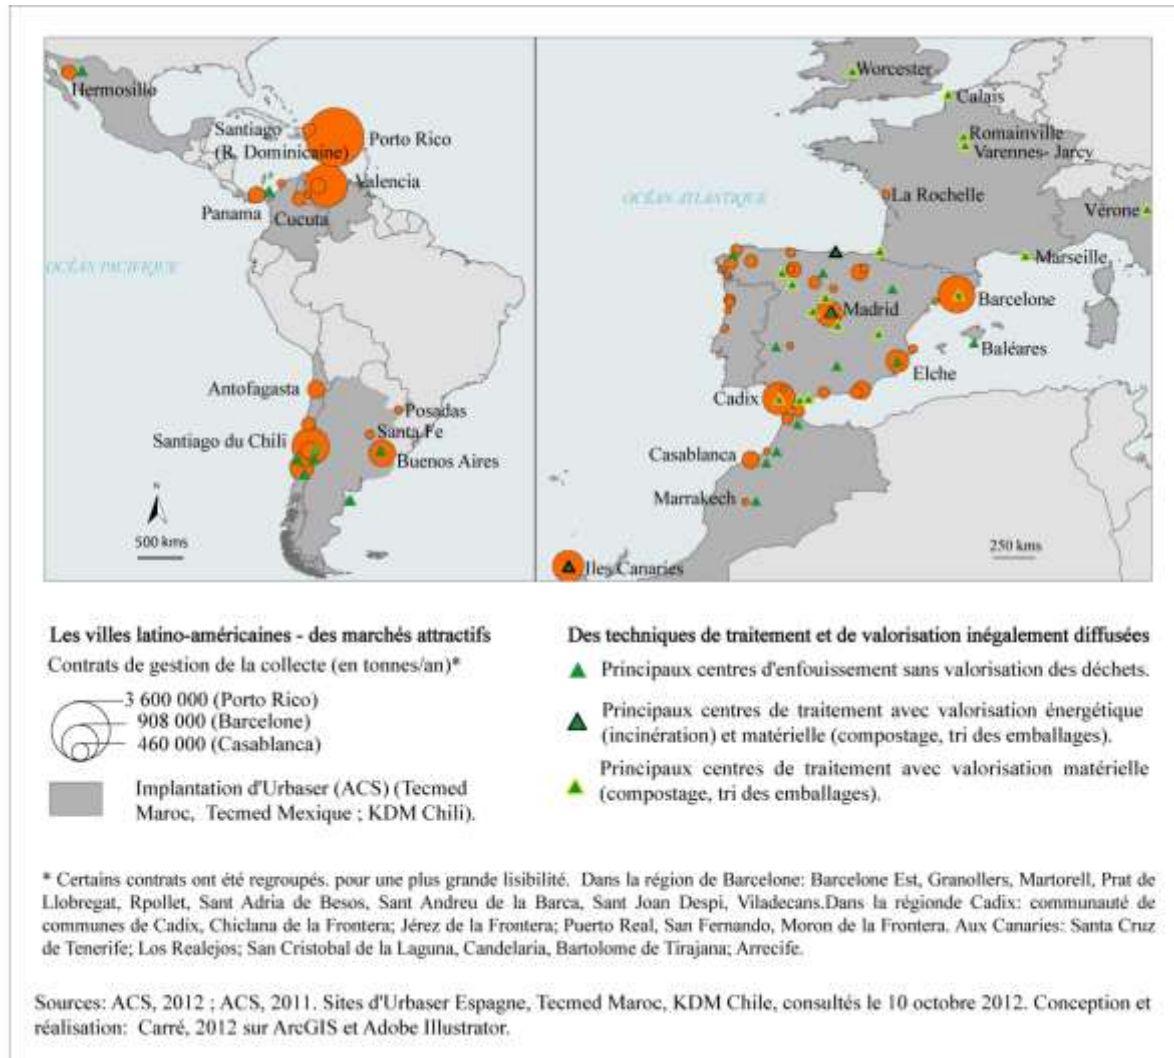 Hermosillo
Santiago
(R. Dominicaine)
Porto Rico
Valencia
Panama
Cucuta
OCÉAN PACIFIQUE
Antofagasta
Posadas
Santa Fe
Santiago du Chili
Buenos Aires
N
500 kms
Worcester
Calais
Romainville
Varennes- Jarcy
OCÉAN ATLANTIQUE
La Rochelle
Vérone
Marseille
Madrid
Barcelone
Baléares
Elche
Cadix
Casablanca
Marrakech
Iles Canaries
250 kms
Les villes latino-américaines - des marchés attractifs
Contrats de gestion de la collecte (en tonnes/an)*
3 600 000 (Porto Rico)
908 000 (Barcelone)
460 000 (Casablanca)
Implantation d'Urbaser (ACS) (Tecmed
Maroc, Tecmed Mexique ; KDM Chili).
Des techniques de traitement et de valorisation inégalement diffusées
Principaux centres d'enfouissement sans valorisation des déchets.
Principaux centres de traitement avec valorisation énergétique
(incinération) et matérielle (compostage, tri des emballages).
Principaux centres de traitement avec valorisation matérielle
(compostage, tri des emballages).
* Certains contrats ont été regroupés. pour une plus grande lisibilité. Dans la région de Barcelone: Barcelone Est, Granollers, Martorell, Prat de
Llobregat, Rpollet, Sant Adria de Besos, Sant Andreu de la Barca, Sant Joan Despi, Viladecans.Dans la régionde Cadix: communauté de
communes de Cadix, Chiclana de la Frontera; Jérez de la Frontera; Puerto Real, San Fernando, Moron de la Frontera. Aux Canaries: Santa Cruz
de Tenerife; Los Realejos; San Cristobal de la Laguna, Candelaria, Bartolome de Tirajana; Arrecife.
Sources: ACS, 2012 ; ACS, 2011. Sites d'Urbaser Espagne, Tecmed Maroc, KDM Chile, consultés le 10 octobre 2012. Conception et
réalisation: Carré, 2012 sur ArcGIS et Adobe Illustrator.